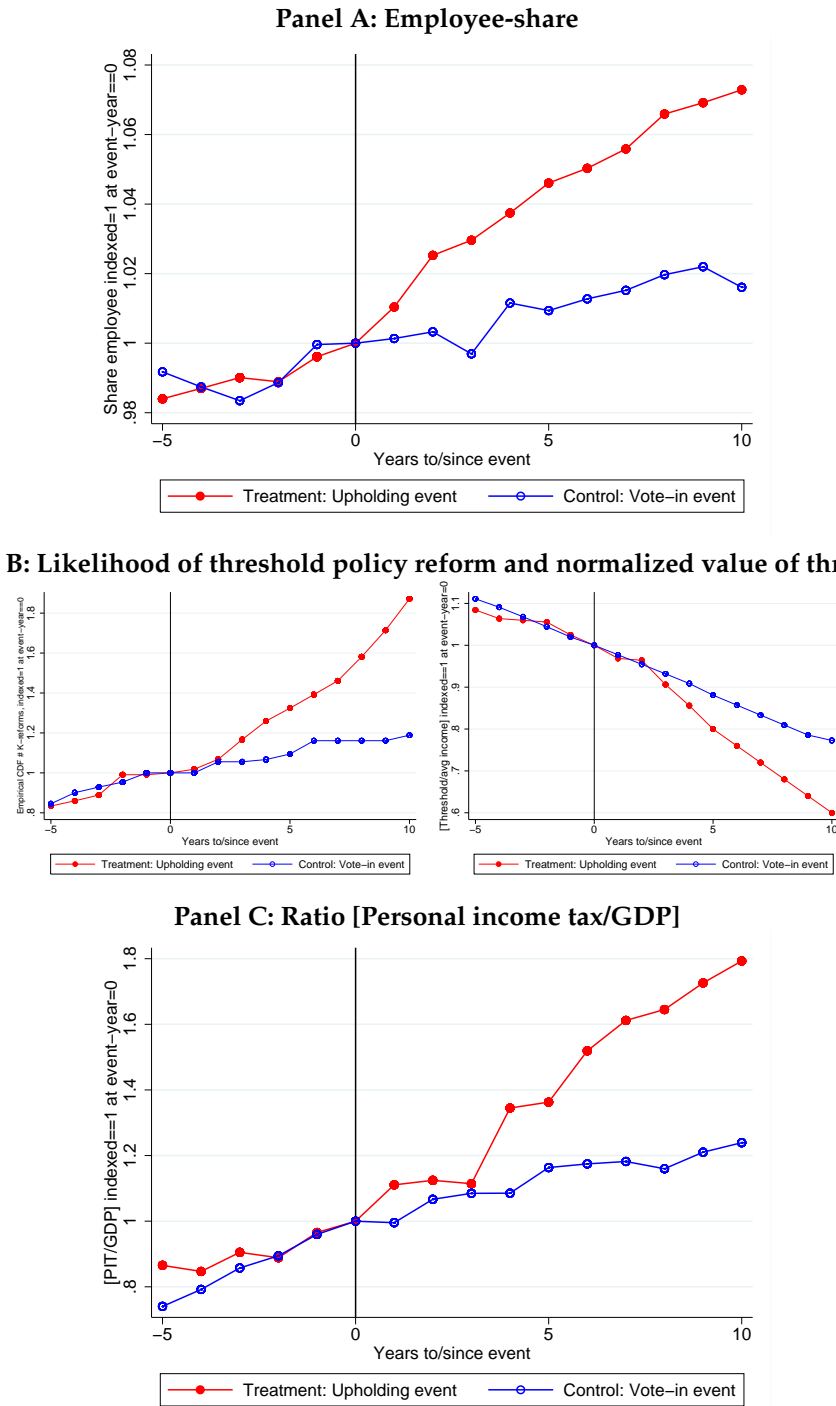 Panel A: Employee-share
Share employee indexed=1 at event-year==0
1.08
1.06
1.04
1.02
1
.98
−5
0
5
10
Years to/since event
Treatment: Upholding event
Control: Vote−in event
B: Likelihood of threshold policy reform and normalized value of thr
Empirical CDF # K-reforms, indexed=1 at event-year==0
1.8
1.6
1.4
1.2
1
.8
−5
0
5
10
Years to/since event
Treatment: Upholding event
Control: Vote−in event
[Threshold/avg income] indexed==1 at event-year=0
1.1
1
.9
.8
.7
.6
−5
0
5
10
Years to/since event
Treatment: Upholding event
Control: Vote−in event
Panel C: Ratio [Personal income tax/GDP]
[PIT/GDP] indexed==1 at event-year=0
1.8
1.6
1.4
1.2
1
.8
−5
0
5
10
Years to/since event
Treatment: Upholding event
Control: Vote−in event